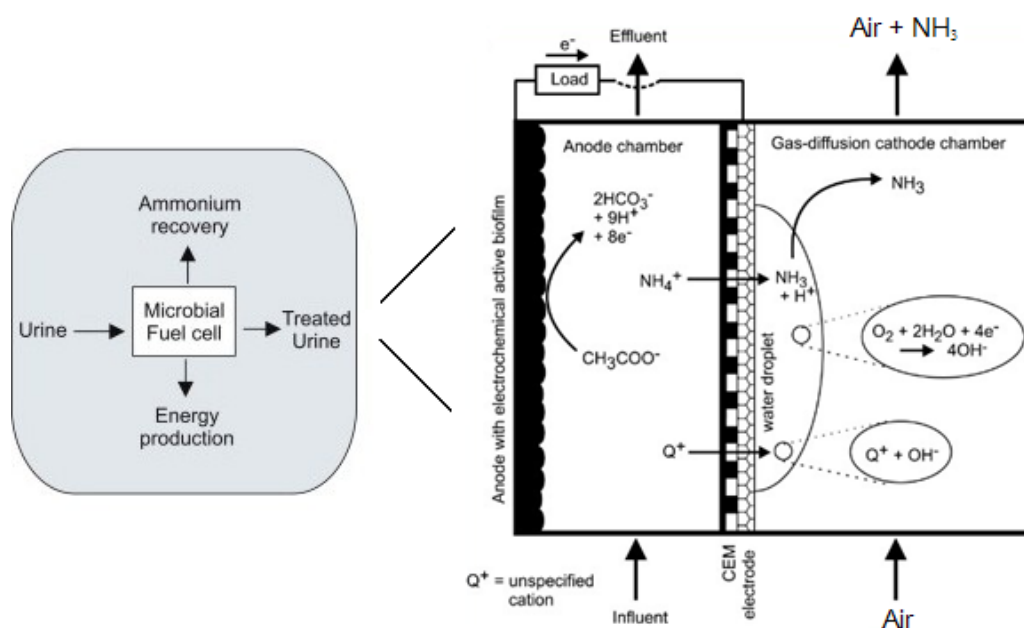 Ammonium
recovery
Urine
Microbial
Fuel cell
Treated
Urine
Energy
production
Air + NH₃
e⁻
Effluent
Load
Anode with electrochemical active biofilm
Anode chamber
Gas-diffusion cathode chamber
2HCO₃⁻
+ 9H⁺
+ 8e⁻
CH₃COO⁻
NH₄⁺
NH₃
+ H⁺
NH₃
water droplet
O₂ + 2H₂O + 4e⁻
4OH⁻
Q⁺
Q⁺ + OH⁻
Q⁺ = unspecified
cation
Influent
CEM
electrode
Air